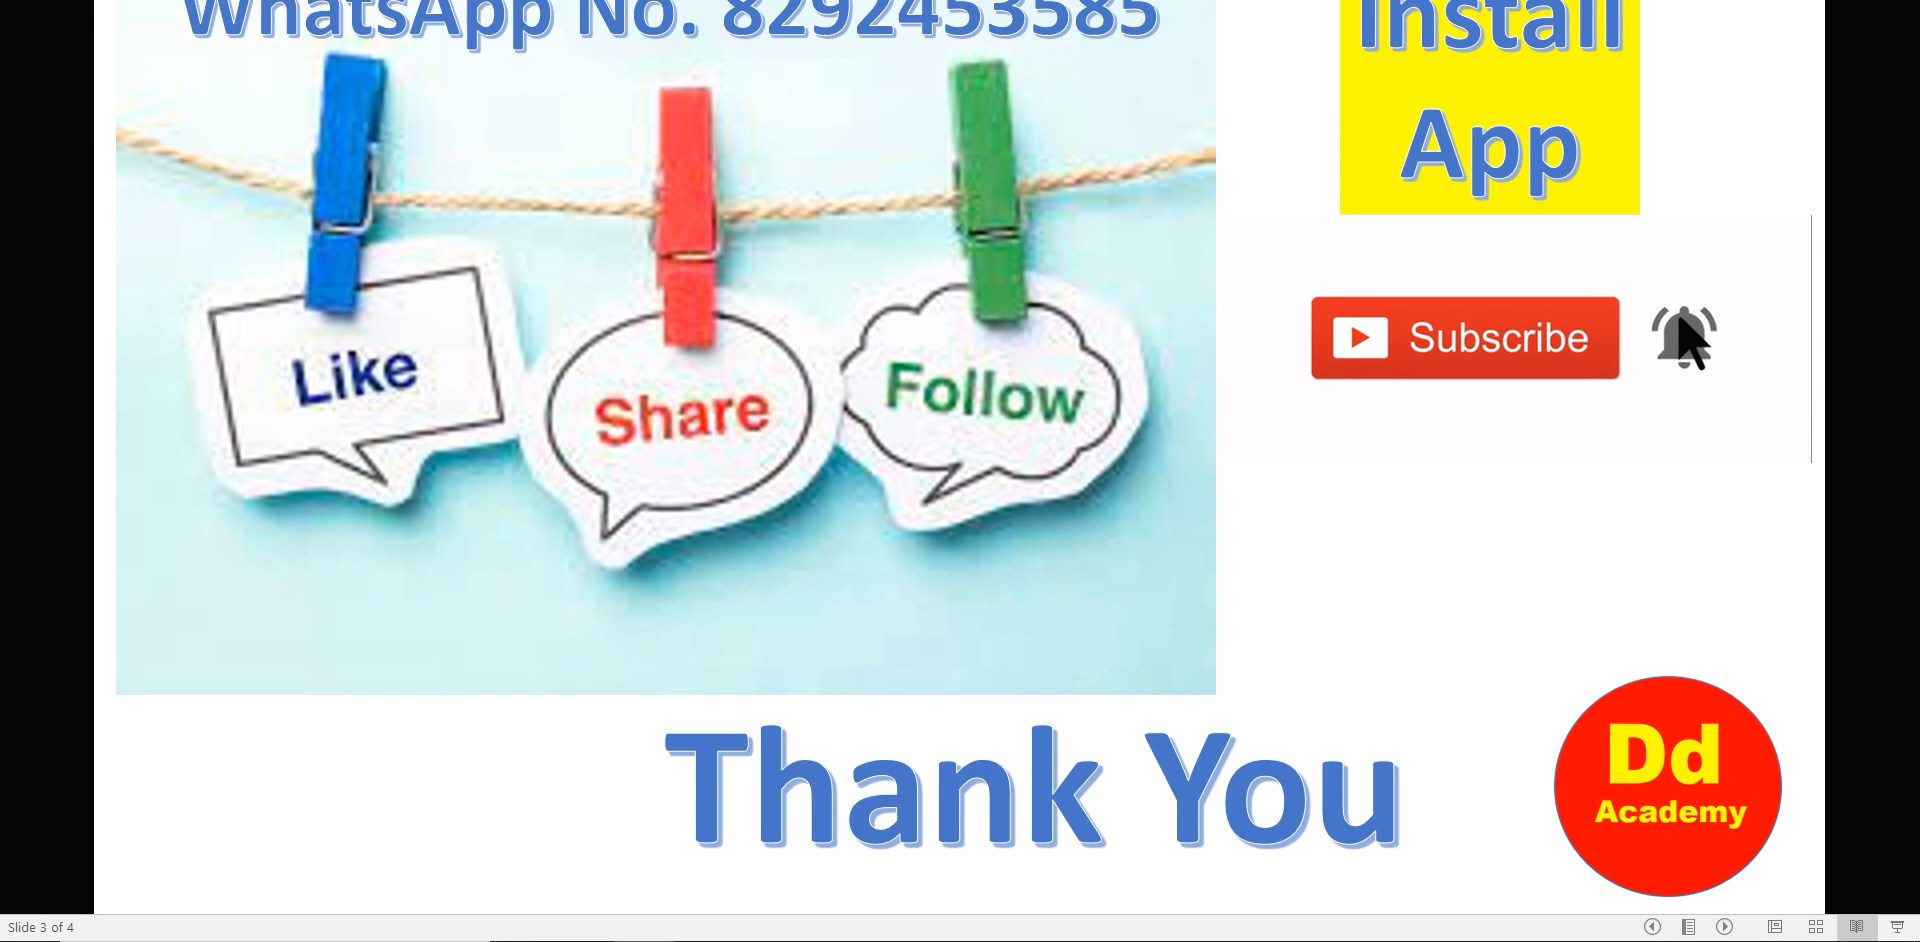 WhatsApp No. 8292453585
Install
App
Like
Share
Follow
Subscribe
Thank You
Dd
Academy
Slide 3 of 4